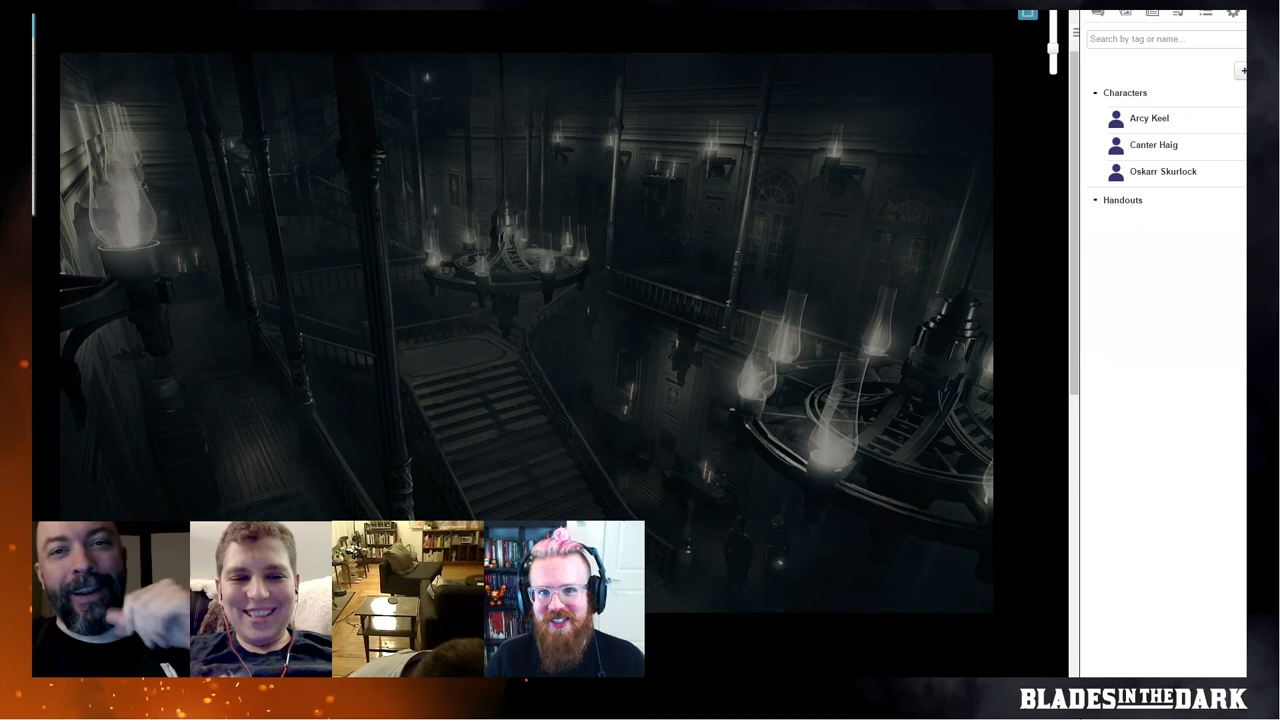 Search by tag or name...
+
Characters
Arcy Keel
Canter Haig
Oskarr Skurlock
Handouts
BLADES IN THE DARK